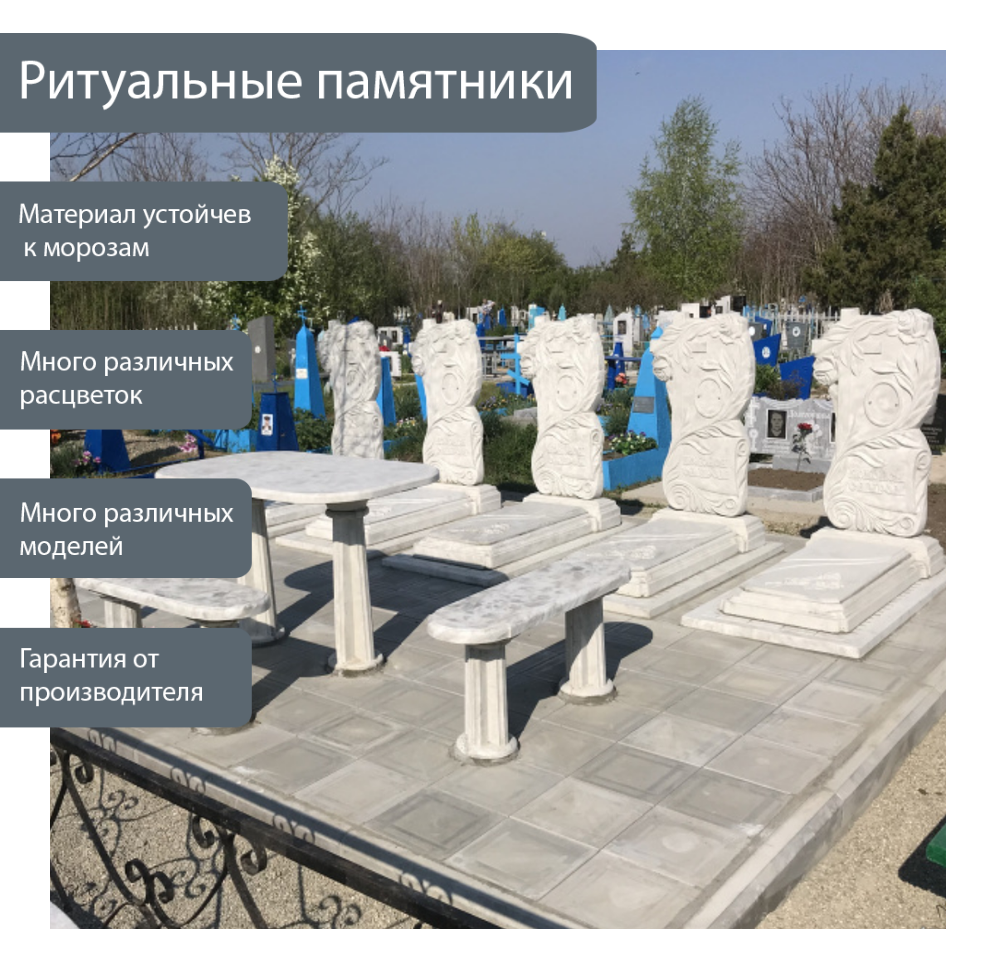 Ритуальные памятники
Материал устойчев
к морозам
Много различных
расцветок
Много различных
моделей
Гарантия от
производителя